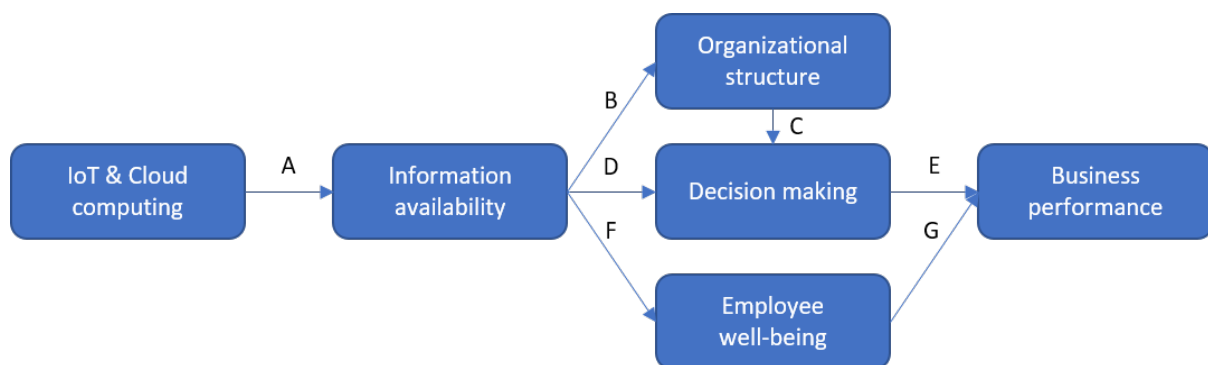 Organizational
structure
B
C
IoT & Cloud
computing
A
Information
availability
D
Decision making
E
Business
performance
F
G
Employee
well-being